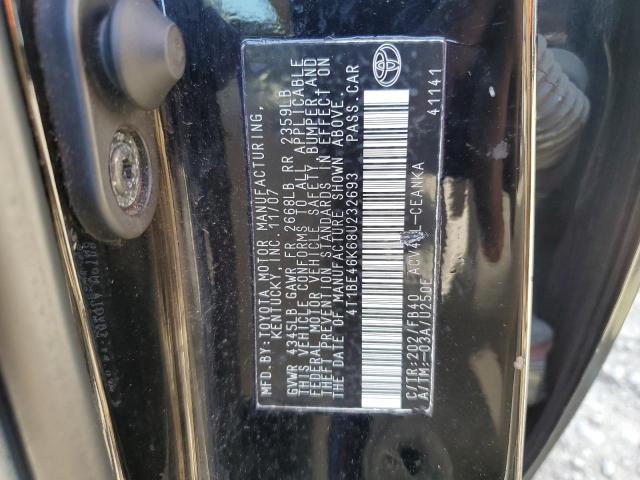 MFD.BY: TOYOTA MOTOR MANUFACTURING,
KENTUCKY, INC. 11/07
GVWR 4345LB GAWR FR 2668LB RR 2359LB
THIS VEHICLE CONFORMS TO ALL APPLICABLE
FEDERAL MOTOR VEHICLE SAFETY, BUMPER, AND
THEFT PREVENTION STANDARDS IN EFFECT ON
THE DATE OF MANUFACTURE SHOWN ABOVE.
4T1BE46K68U232693 PASS.CAR
C/TR:202/FB40
A/TM:-03A/U250E
41141